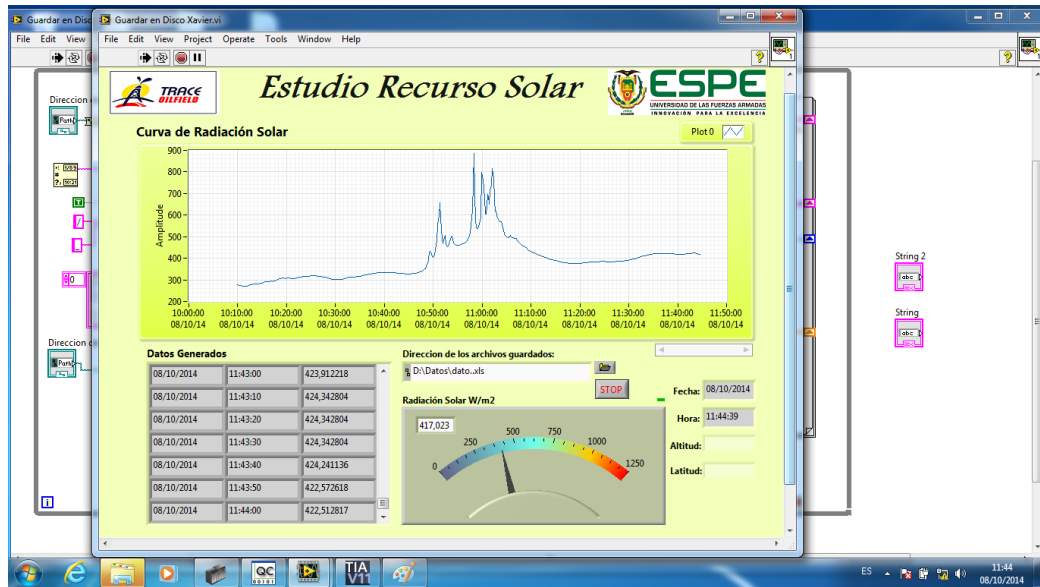 Guardar en Disc
Guardar en Disco Xavier.vi
File Edit View
File Edit View Project Operate Tools Window Help
TRACE
OILFIELD
Estudio Recurso Solar
ESPE
UNIVERSIDAD DE LAS FUERZAS ARMADAS
INNOVACIÓN PARA LA EXCELENCIA
Curva de Radiación Solar
Plot 0
Amplitude
900
800
700
600
500
400
300
200
10:00:00 10:10:00 10:20:00 10:30:00 10:40:00 10:50:00 11:00:00 11:10:00 11:20:00 11:30:00 11:40:00 11:50:00
08/10/14 08/10/14 08/10/14 08/10/14 08/10/14 08/10/14 08/10/14 08/10/14 08/10/14 08/10/14 08/10/14 08/10/14
Datos Generados
08/10/2014 11:43:00 423,912218
08/10/2014 11:43:10 424,342804
08/10/2014 11:43:20 424,342804
08/10/2014 11:43:30 424,342804
08/10/2014 11:43:40 424,241136
08/10/2014 11:43:50 422,572618
08/10/2014 11:44:00 422,512817
Direccion de los archivos guardados:
D:\Datos\dato..xls
STOP
Radiación Solar W/m2
417,023
0 250 500 750 1000 1250
Fecha: 08/10/2014
Hora: 11:44:39
Altitud:
Latitud:
Direccion
Path
T
/
0
Direccion
Path
i
String 2
abc
String
abc
QC
00101
TIA
V11
ES
11:44
08/10/2014